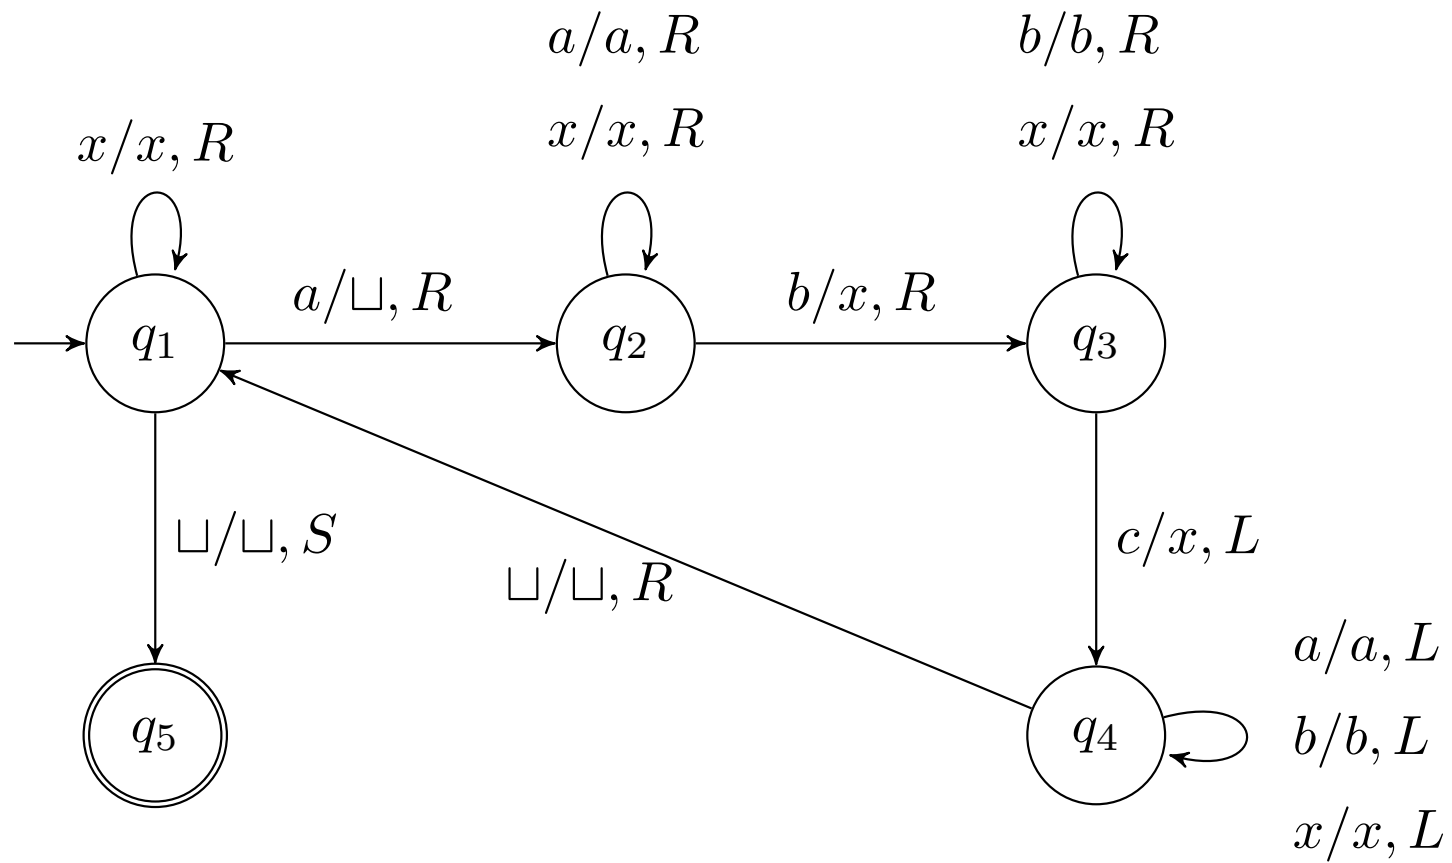 a/a, R
b/b, R
x/x, R
x/x, R
x/x, R
a/⊔, R
b/x, R
q₁
q₂
q₃
⊔/⊔, S
c/x, L
⊔/⊔, R
a/a, L
q₅
q₄
b/b, L
x/x, L